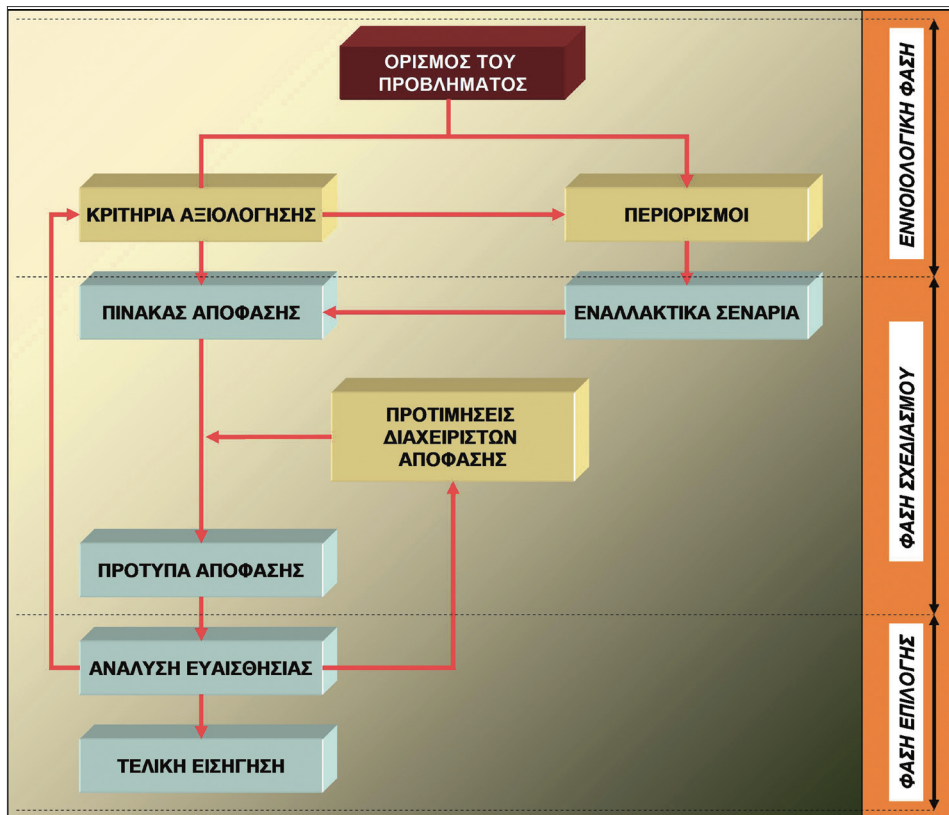 ΟΡΙΣΜΟΣ ΤΟΥ
ΠΡΟΒΛΗΜΑΤΟΣ
ΚΡΙΤΗΡΙΑ ΑΞΙΟΛΟΓΗΣΗΣ
ΠΕΡΙΟΡΙΣΜΟΙ
ΕΝΝΟΙΟΛΟΓΙΚΗ ΦΑΣΗ
ΠΙΝΑΚΑΣ ΑΠΟΦΑΣΗΣ
ΕΝΑΛΛΑΚΤΙΚΑ ΣΕΝΑΡΙΑ
ΠΡΟΤΙΜΗΣΕΙΣ
ΔΙΑΧΕΙΡΙΣΤΩΝ
ΑΠΟΦΑΣΗΣ
ΦΑΣΗ ΣΧΕΔΙΑΣΜΟΥ
ΠΡΟΤΥΠΑ ΑΠΟΦΑΣΗΣ
ΑΝΑΛΥΣΗ ΕΥΑΙΣΘΗΣΙΑΣ
ΤΕΛΙΚΗ ΕΙΣΗΓΗΣΗ
ΦΑΣΗ ΕΠΙΛΟΓΗΣ